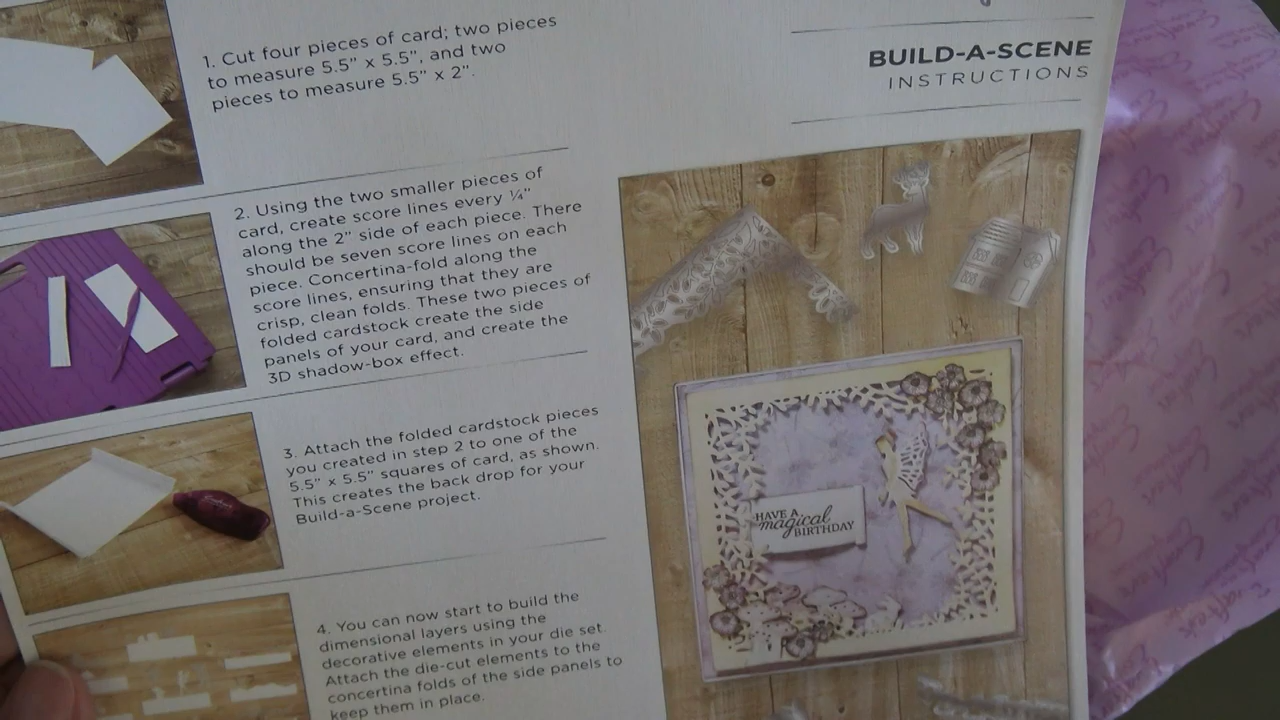 1. Cut four pieces of card; two pieces
to measure 5.5" x 5.5", and two
pieces to measure 5.5" x 2".
2. Using the two smaller pieces of
card, create score lines every ¼"
along the 2" side of each piece. There
should be seven score lines on each
piece. Concertina-fold along the
score lines, ensuring that they are
crisp, clean folds. These two pieces of
folded cardstock create the side
panels of your card, and create the
3D shadow-box effect.
3. Attach the folded cardstock pieces
you created in step 2 to one of the
5.5" x 5.5" squares of card, as shown.
This creates the back drop for your
Build-a-Scene project.
4. You can now start to build the
dimensional layers using the
decorative elements in your die set.
Attach the die-cut elements to the
concertina folds of the side panels to
keep them in place.
BUILD-A-SCENE
INSTRUCTIONS
HAVE A
magical
BIRTHDAY